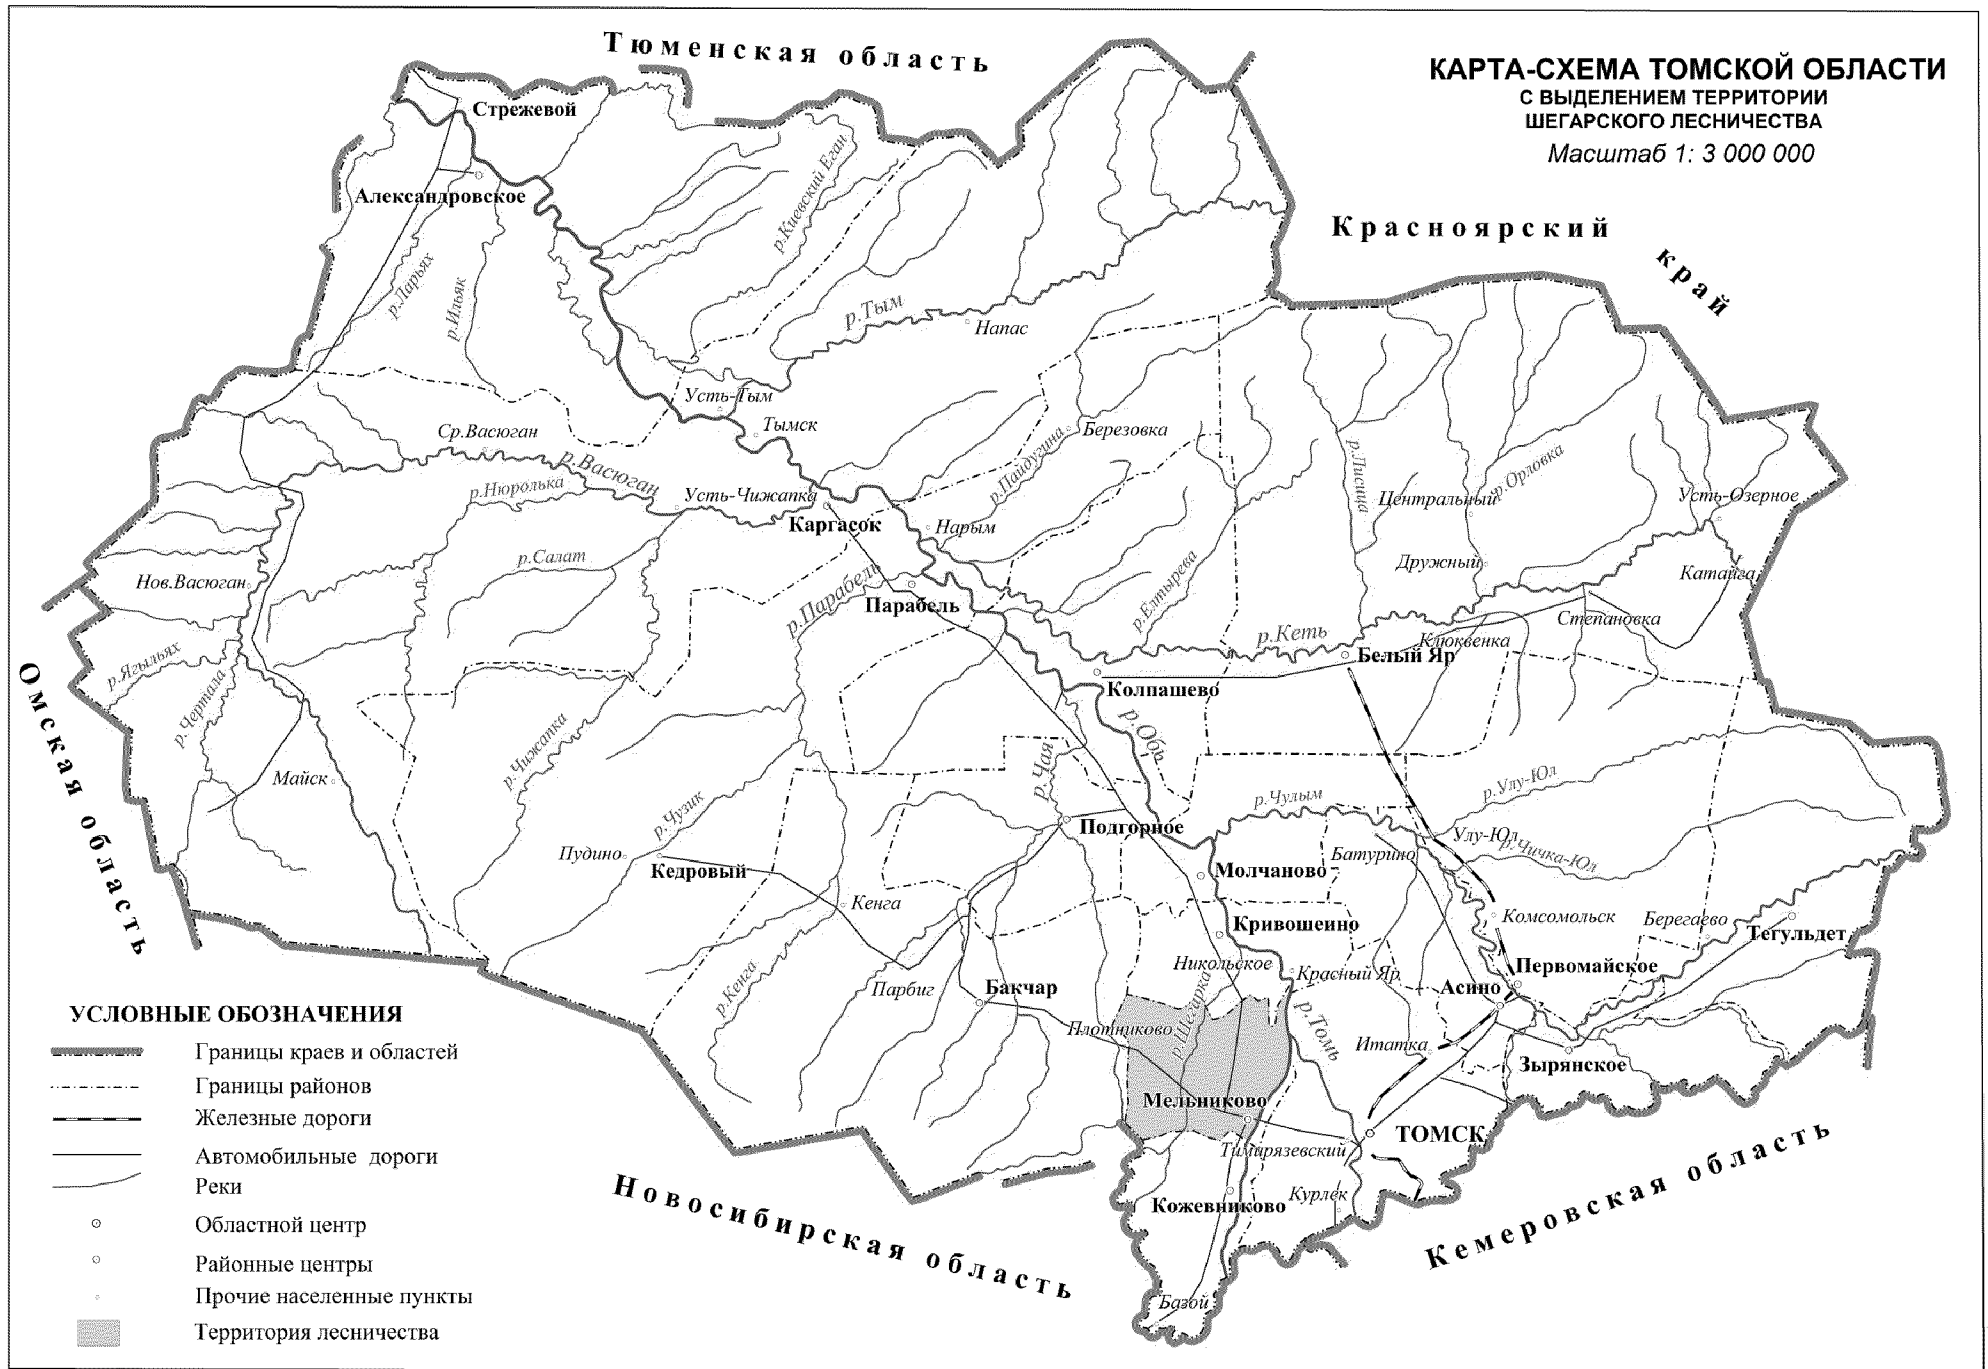 Тюменская область
КАРТА-СХЕМА ТОМСКОЙ ОБЛАСТИ
С ВЫДЕЛЕНИЕМ ТЕРРИТОРИИ
ШЕГАРСКОГО ЛЕСНИЧЕСТВА
Масштаб 1: 3 000 000
Стрежевой
Александровское
р.Киевский Еган
Красноярский
край
р.Ларьях
р.Ильяк
р.Тым
Напас
Усть-Тым
Тымск
Ср.Васюган
р.Васюган
р.Нюролька
Усть-Чижапка
Каргасок
Березовка
р.Пайдугина
Нарым
р.Лисица
Центральный
р.Орловка
Усть-Озерное
Дружный
Катайга
Нов.Васюган
р.Салат
р.Парабель
Парабель
р.Елтырева
р.Кеть
Клюквенка
Степановка
Белый Яр
Колпашево
р.Ягыльях
р.Чертала
Омская область
р.Чижапка
Майск
р.Обь
р.Чая
р.Чузик
р.Чулым
р.Улу-Юл
Подгорное
Улу-Юл
р.Чичка-Юл
Пудино
Кедровый
Батурино
Молчаново
Кенга
Кривошеино
Комсомольск
Берегаево
Тегульдет
Никольское
Красный Яр
Первомайское
Асино
р.Кенга
Парбиг
Бакчар
Плотниково
р.Шегарка
р.Томь
Итатка
Зырянское
Мельниково
ТОМСК
Тимирязевский
Курлек
Кожевниково
Базой
Новосибирская область
Кемеровская область
УСЛОВНЫЕ ОБОЗНАЧЕНИЯ
Границы краев и областей
Границы районов
Железные дороги
Автомобильные дороги
Реки
Областной центр
Районные центры
Прочие населенные пункты
Территория лесничества